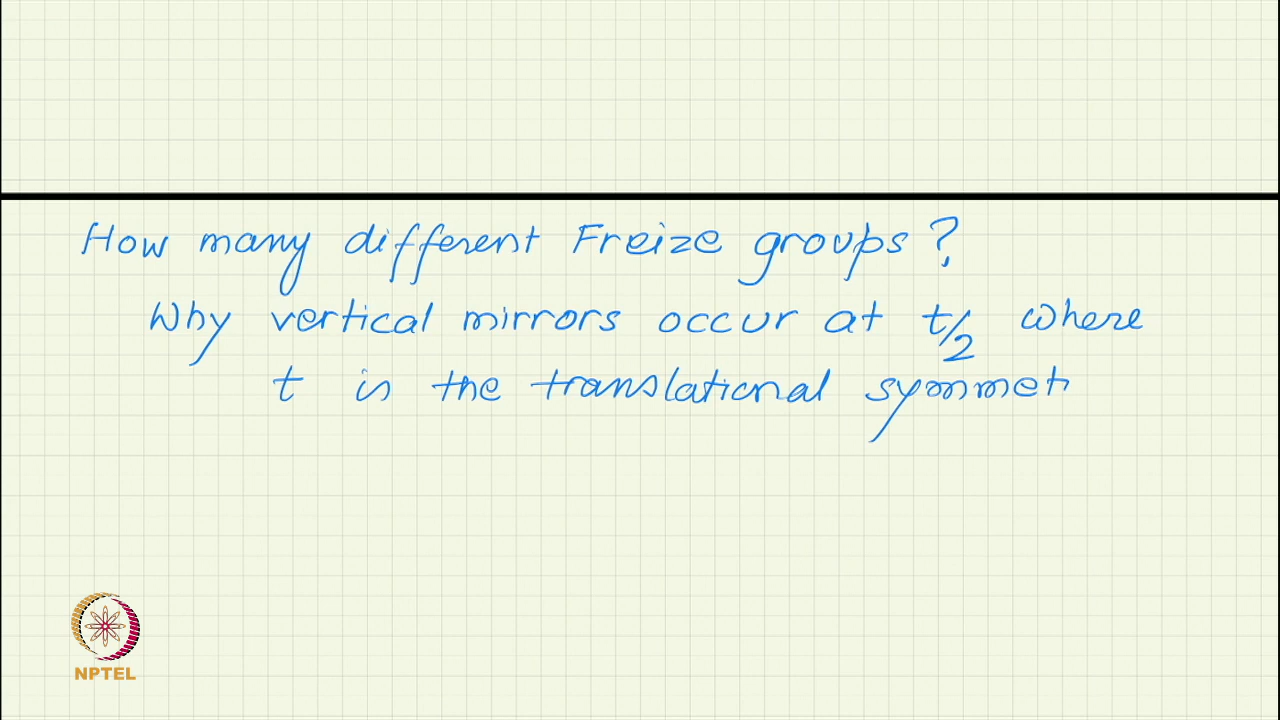 How many different Freize groups?
Why vertical mirrors occur at t/2 where
t is the translational symmet
NPTEL